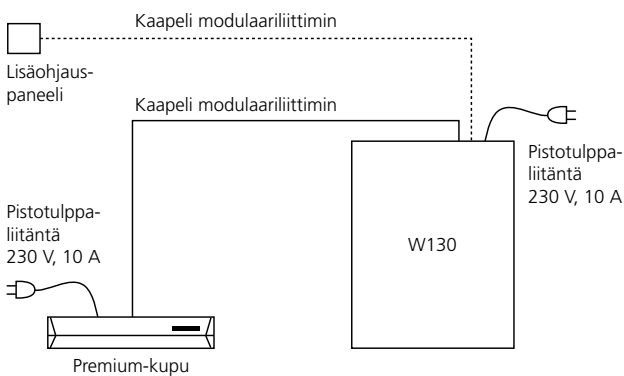 Kaapeli modulaariliittimin
Lisäohjaus-
paneeli
Kaapeli modulaariliittimin
Pistotulppa-
liitäntä
230 V, 10 A
Pistotulppa-
liitäntä
230 V, 10 A
W130
Premium-kupu